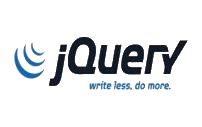 jQuery
write less, do more.